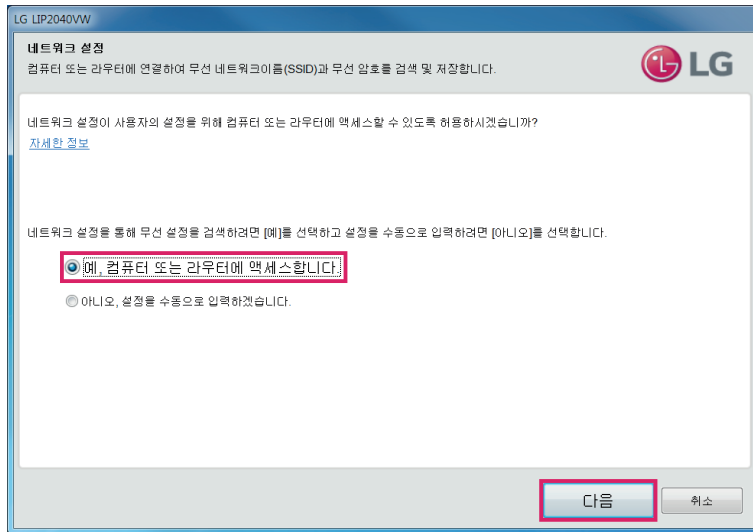 LG LIP2040VW
네트워크 설정
컴퓨터 또는 라우터에 연결하여 무선 네트워크이름(SSID)과 무선 암호를 검색 및 저장합니다.
LG
네트워크 설정이 사용자의 설정을 위해 컴퓨터 또는 라우터에 액세스할 수 있도록 허용하시겠습니까?
자세한 정보
네트워크 설정을 통해 무선 설정을 검색하려면 [예]를 선택하고 설정을 수동으로 입력하려면 [아니오]를 선택합니다.
예, 컴퓨터 또는 라우터에 액세스합니다.
아니오, 설정을 수동으로 입력하겠습니다.
다음
취소